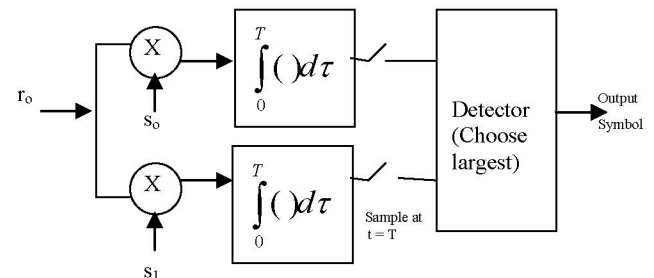 X
T
∫( )dτ
0
r₀
s₀
Detector
(Choose
largest)
Output
Symbol
X
T
∫( )dτ
0
Sample at
t = T
s₁